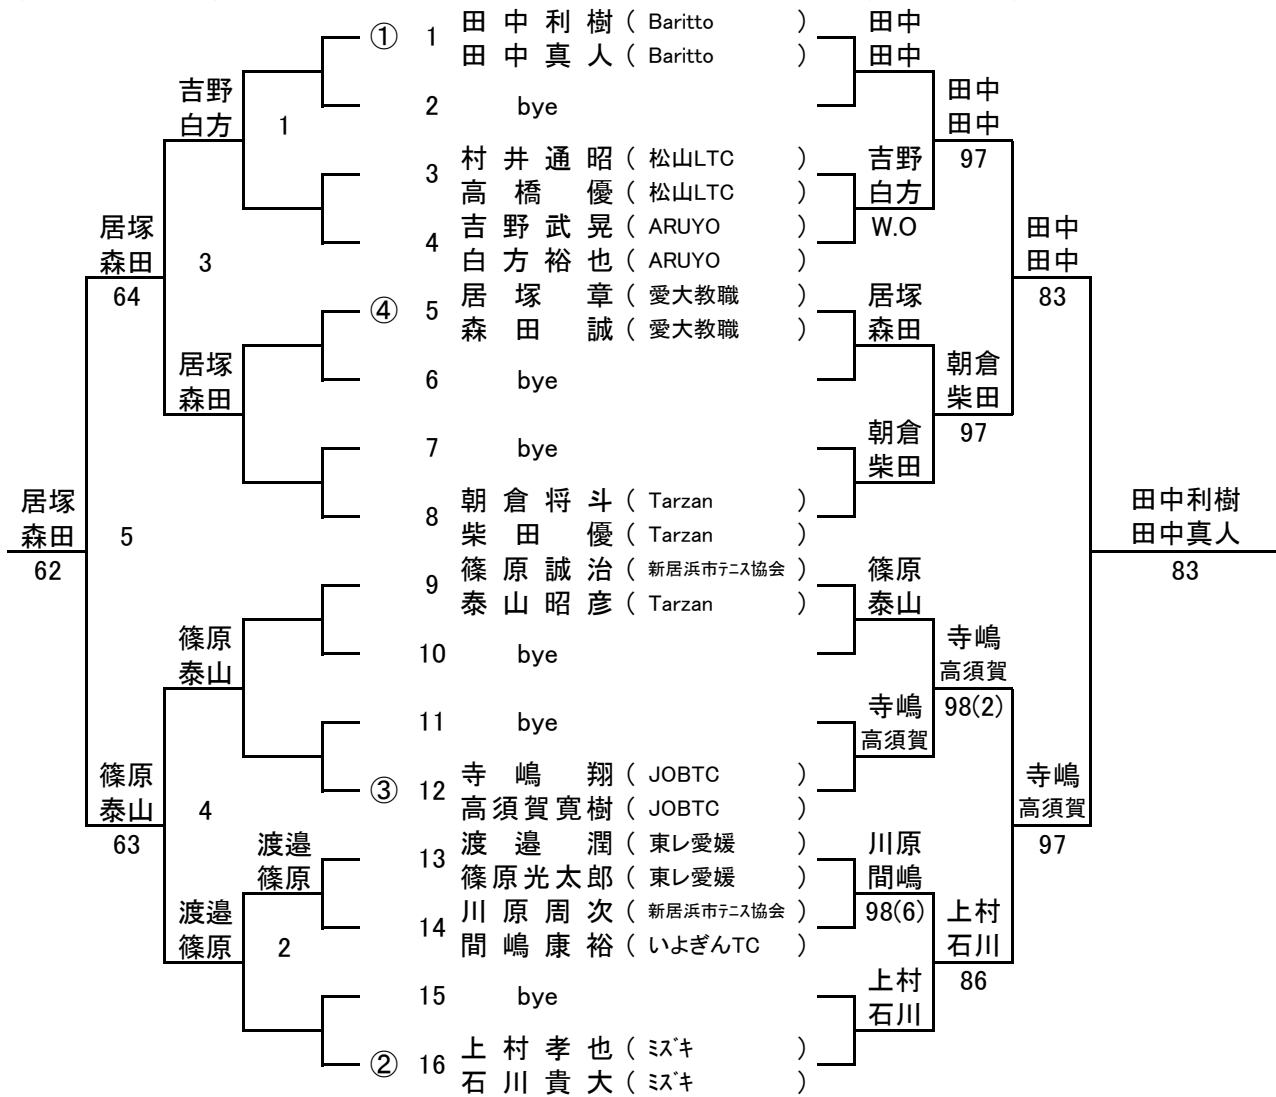 ① 1 田中利樹 ( Baritto ) 田中
田中真人 ( Baritto ) 田中
吉野 2 bye 田中
白方 1 田中
村井通昭 ( 松山LTC ) 吉野 97
3
高橋優 ( 松山LTC ) 白方
居塚 吉野武晃 ( ARUYO ) W.O 田中
4
森田 3 白方裕也 ( ARUYO ) 田中
64 ④ 5 居塚章 ( 愛大教職 ) 居塚 83
森田誠 ( 愛大教職 ) 森田
居塚 6 bye 朝倉
森田 柴田
7 bye 朝倉 97
柴田
居塚 朝倉将斗 ( Tarzan ) 田中利樹
8
森田 5 柴田優 ( Tarzan ) 田中真人
62 篠原誠治 ( 新居浜市テニス協会 ) 篠原 83
9
泰山昭彦 ( Tarzan ) 泰山
篠原 10 bye 寺嶋
泰山 高須賀
11 bye 寺嶋 98(2)
高須賀
篠原 寺嶋翔 ( JOBTC ) 寺嶋
③ 12
泰山 4 高須賀寛樹 ( JOBTC ) 高須賀
63 渡邉 13 渡邉潤 ( 東レ愛媛 ) 川原 97
篠原 篠原光太郎 ( 東レ愛媛 ) 間嶋
渡邉 川原周次 ( 新居浜市テニス協会 ) 98(6) 上村
14
篠原 2 間嶋康裕 ( いよぎんTC ) 石川
15 bye 上村 86
石川
上村孝也 ( ミズキ )
② 16
石川貴大 ( ミズキ )